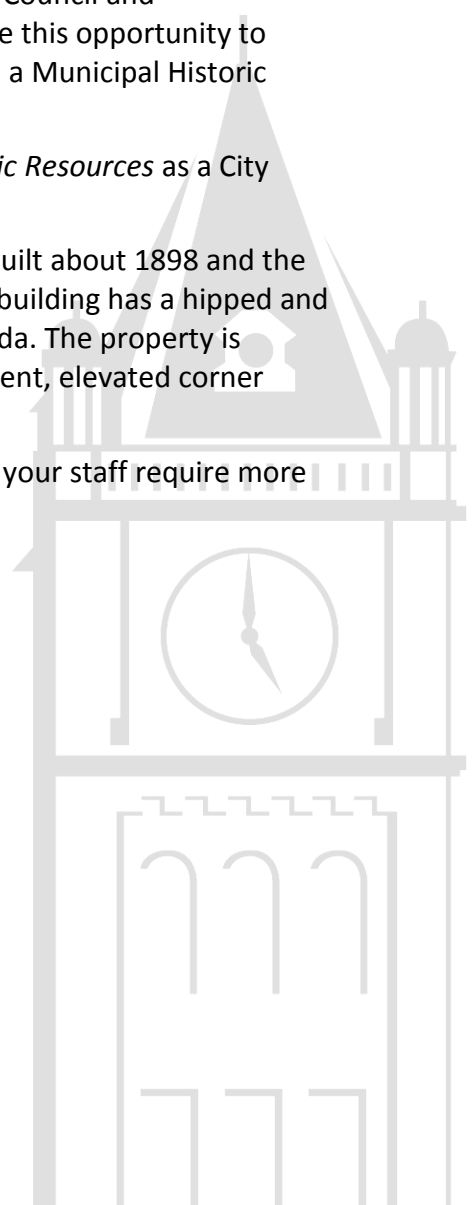 Council and
e this opportunity to
a Municipal Historic
ic Resources as a City
uilt about 1898 and the
building has a hipped and
da. The property is
ent, elevated corner
your staff require more